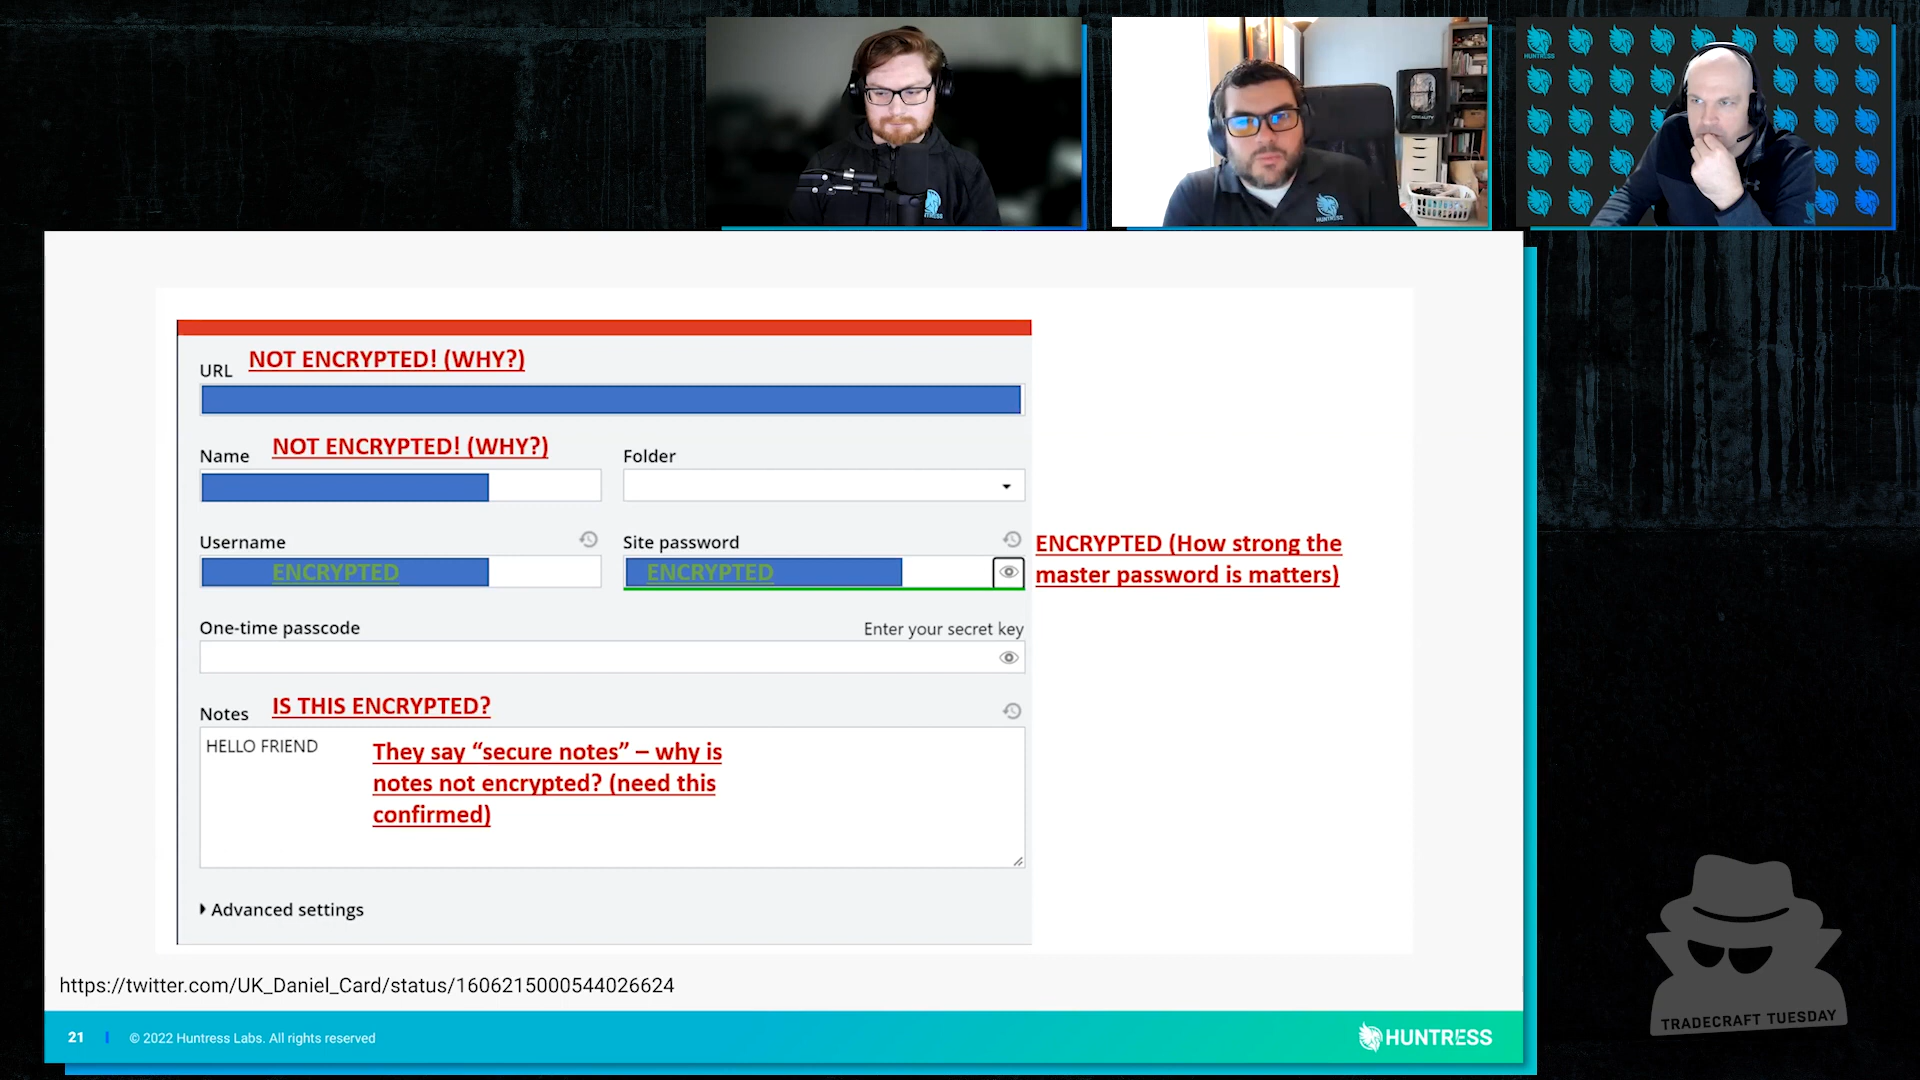 HUNTRESS
CREALITY
HUNTRESS
URL NOT ENCRYPTED! (WHY?)
Name NOT ENCRYPTED! (WHY?)
Folder
Username
Site password
ENCRYPTED
ENCRYPTED
ENCRYPTED (How strong the
master password is matters)
One-time passcode
Enter your secret key
Notes IS THIS ENCRYPTED?
HELLO FRIEND
They say “secure notes” – why is
notes not encrypted? (need this
confirmed)
Advanced settings
https://twitter.com/UK_Daniel_Card/status/1606215000544026624
21 | © 2022 Huntress Labs. All rights reserved
HUNTRESS
TRADECRAFT TUESDAY